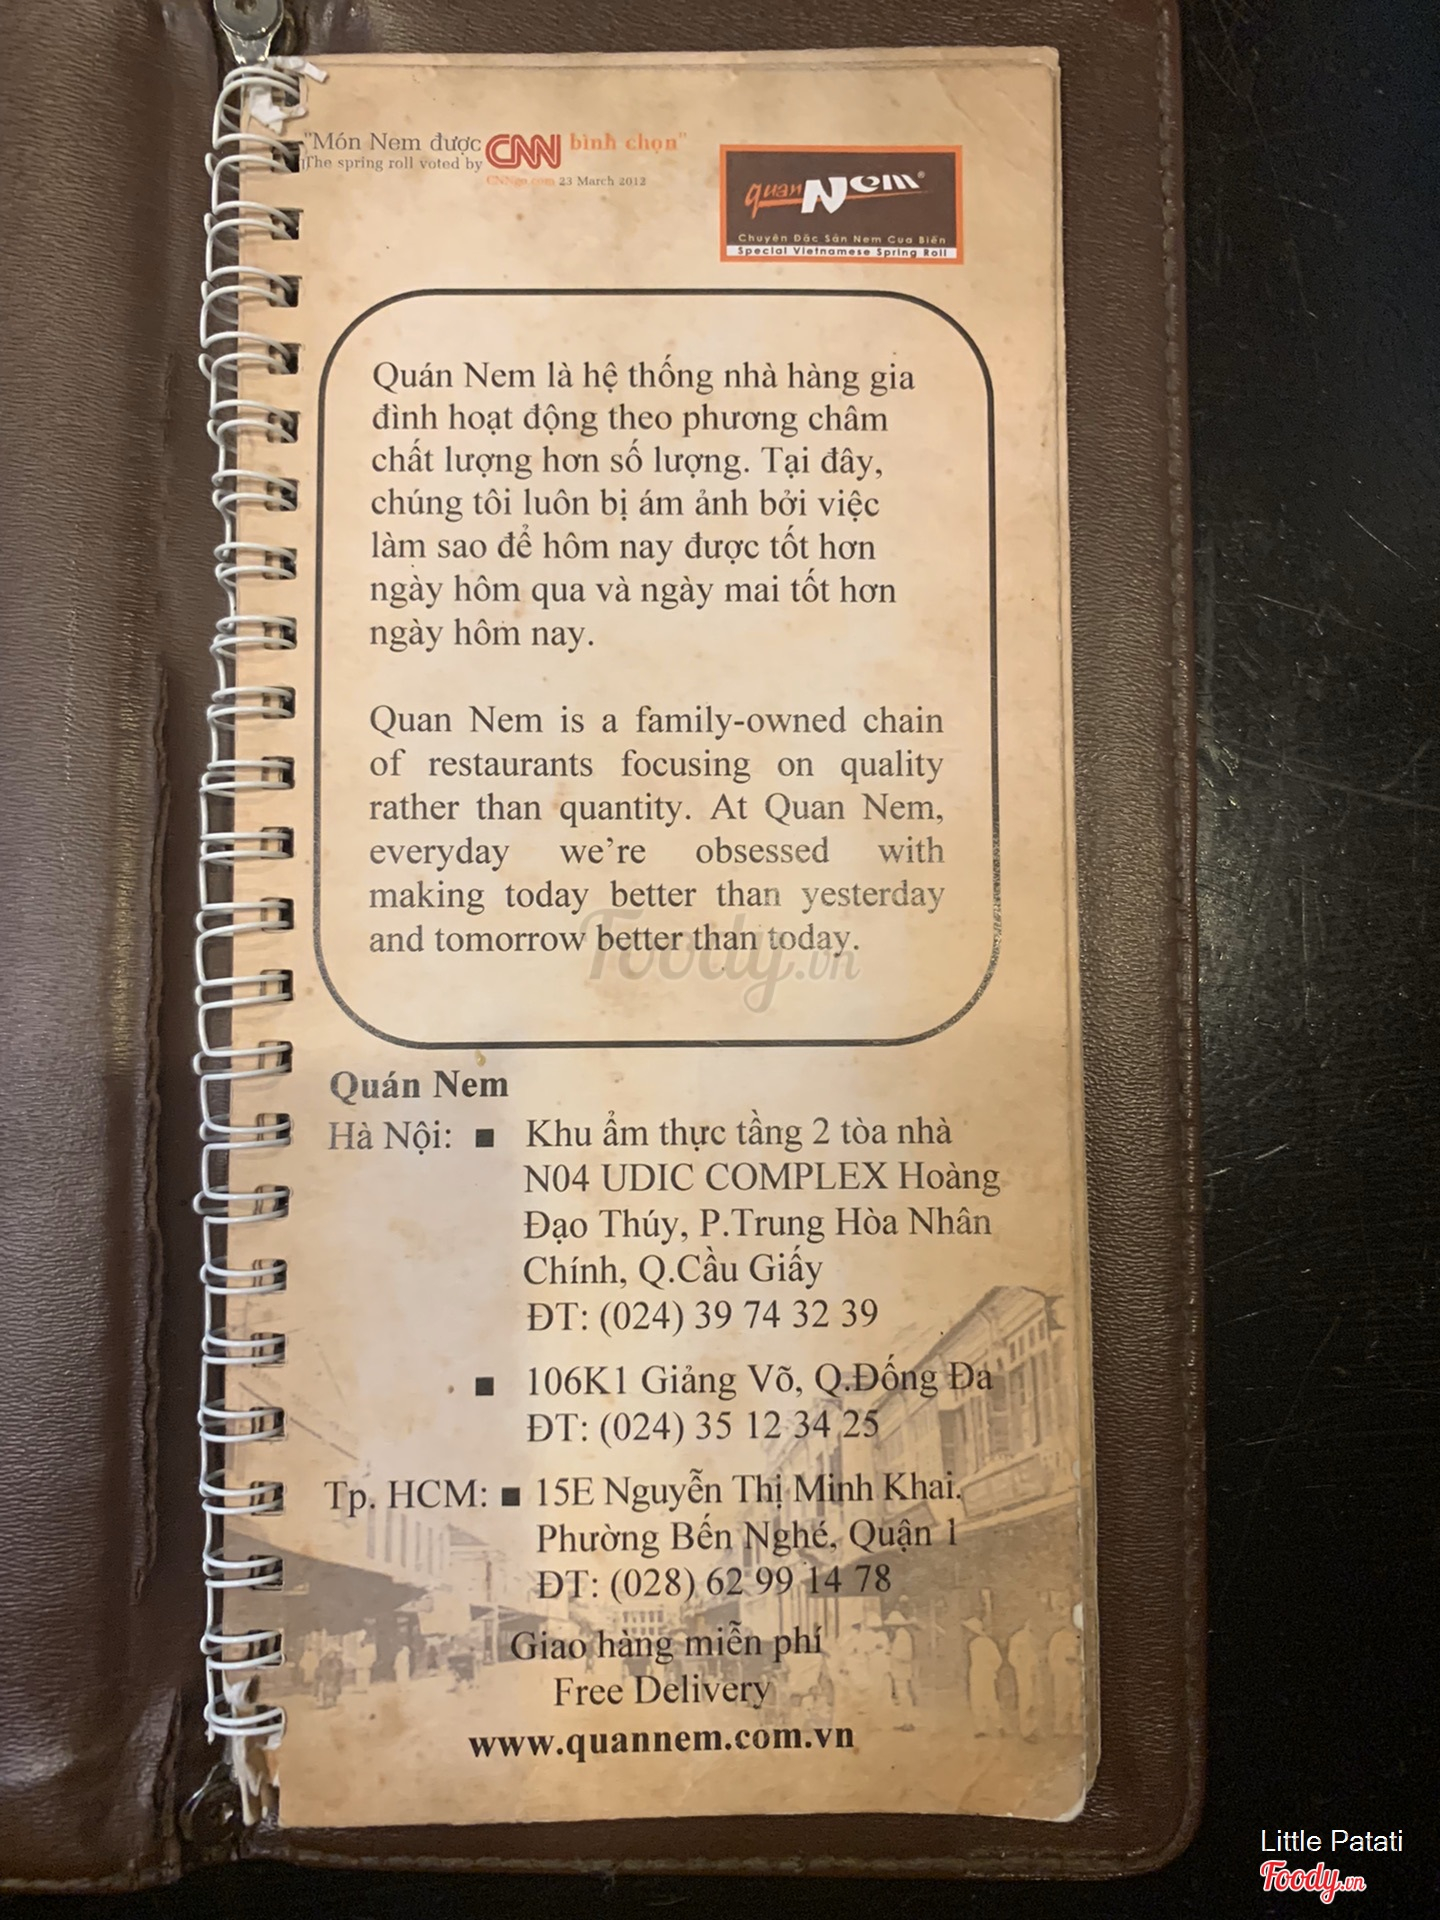 "Món Nem được CNN bình chọn"
The spring roll voted by
CNNgo.com 23 March 2012
quán Nem®
Chuyên Đặc Sản Nem Cua Biển
Special Vietnamese Spring Roll
Quán Nem là hệ thống nhà hàng gia
đình hoạt động theo phương châm
chất lượng hơn số lượng. Tại đây,
chúng tôi luôn bị ám ảnh bởi việc
làm sao để hôm nay được tốt hơn
ngày hôm qua và ngày mai tốt hơn
ngày hôm nay.
Quan Nem is a family-owned chain
of restaurants focusing on quality
rather than quantity. At Quan Nem,
everyday we're obsessed with
making today better than yesterday
and tomorrow better than today.
Foody.vn
Quán Nem
Hà Nội: ■ Khu ẩm thực tầng 2 tòa nhà
N04 UDIC COMPLEX Hoàng
Đạo Thúy, P.Trung Hòa Nhân
Chính, Q.Cầu Giấy
ĐT: (024) 39 74 32 39
■ 106K1 Giảng Võ, Q.Đống Đa
ĐT: (024) 35 12 34 25
Tp. HCM: ■ 15E Nguyễn Thị Minh Khai.
Phường Bến Nghé, Quận 1
ĐT: (028) 62 99 14 78
Giao hàng miễn phí
Free Delivery
www.quannem.com.vn
Little Patati
Foody.vn